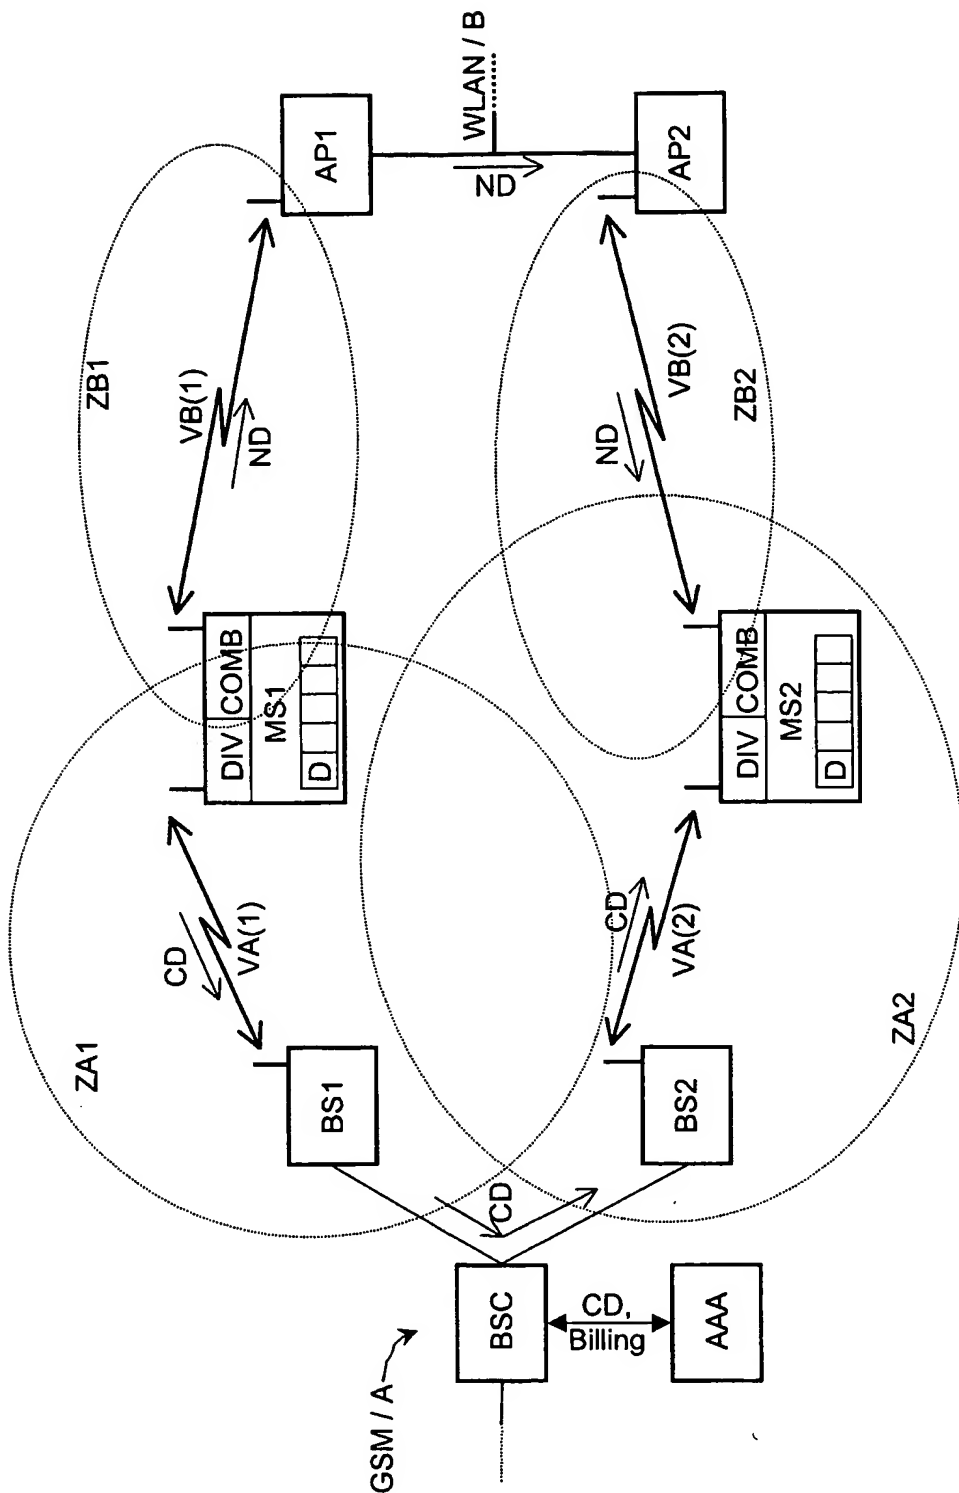 GSM / A
BSC
CD,
Billing
AAA
CD
BS1
BS2
ZA1
ZA2
CD
VA(1)
CD
VA(2)
DIV
COMB
MS1
D
DIV
COMB
MS2
D
ZB1
VB(1)
ND
ND
VB(2)
ZB2
AP1
ND
WLAN / B
AP2